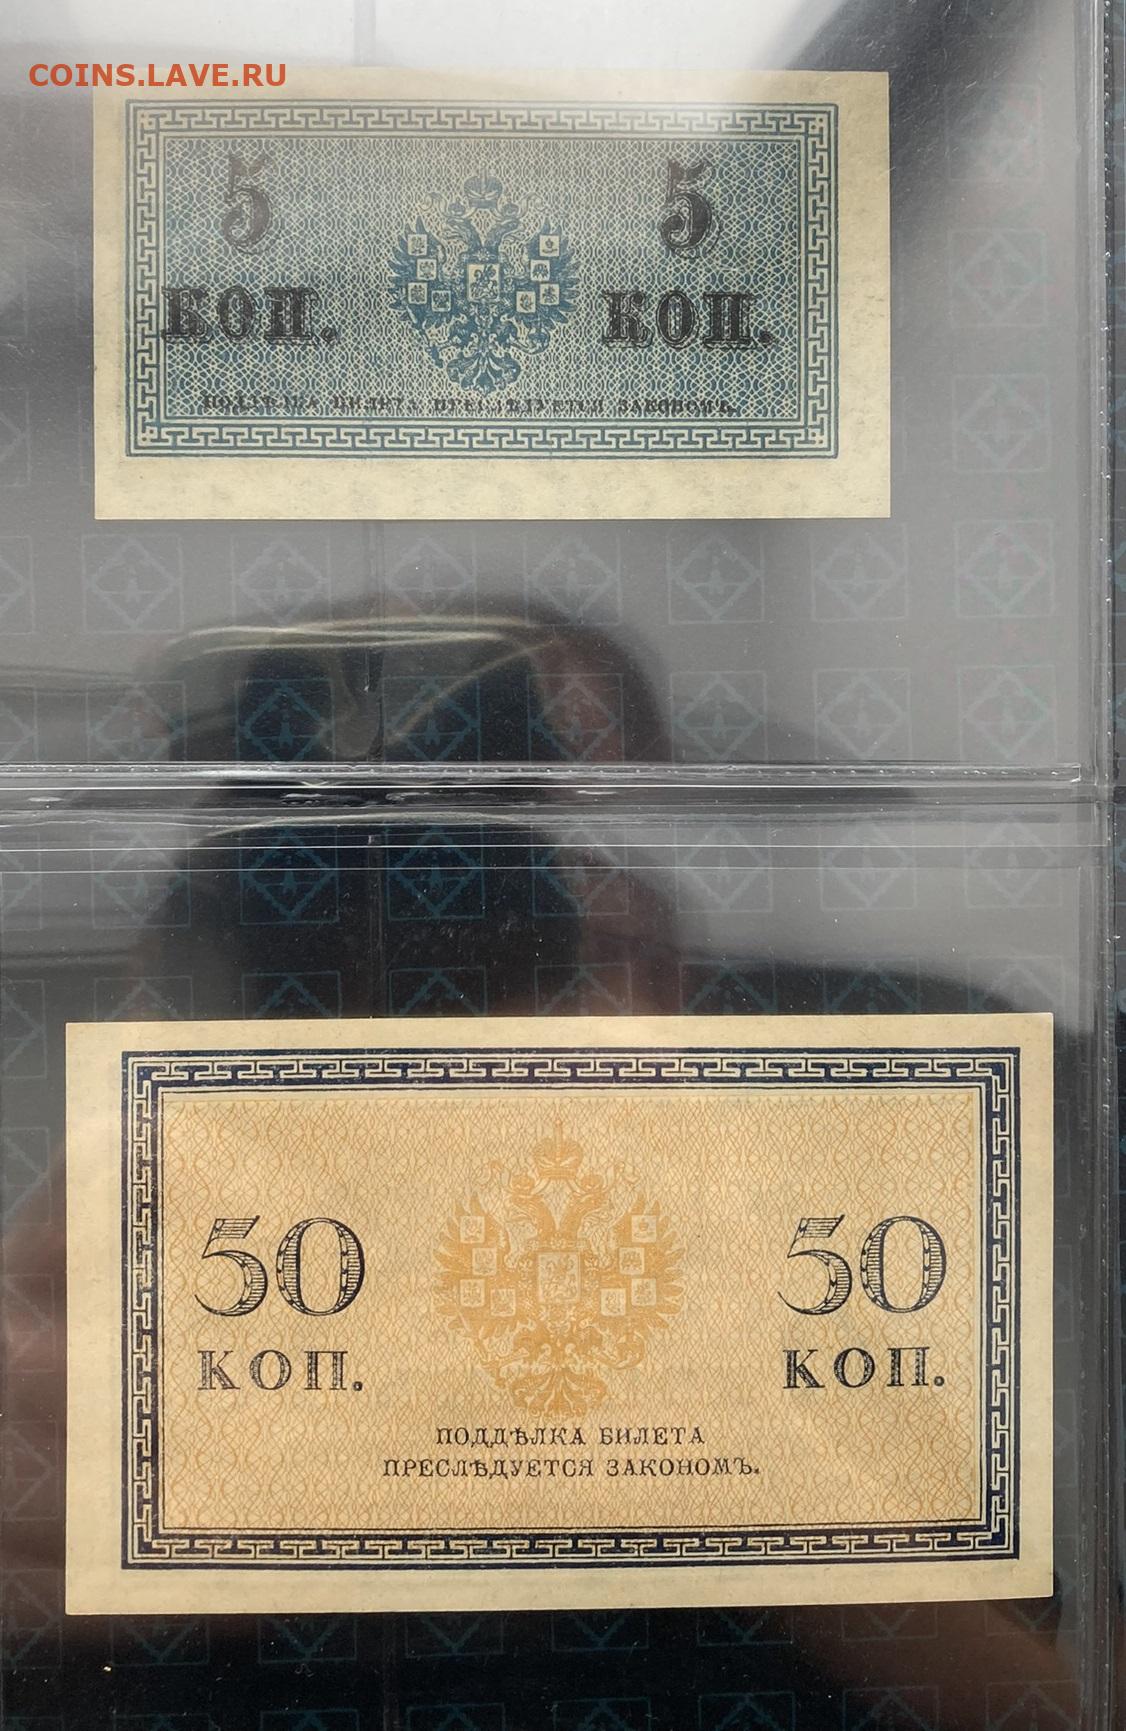 COINS.LAVE.RU
5 5
КОП. КОП.
ПОДДѢЛКА БИЛЕТА ПРЕСЛѢДУЕТСЯ ЗАКОНОМЪ.
50 50
КОП. КОП.
ПОДДѢЛКА БИЛЕТА
ПРЕСЛѢДУЕТСЯ ЗАКОНОМЪ.